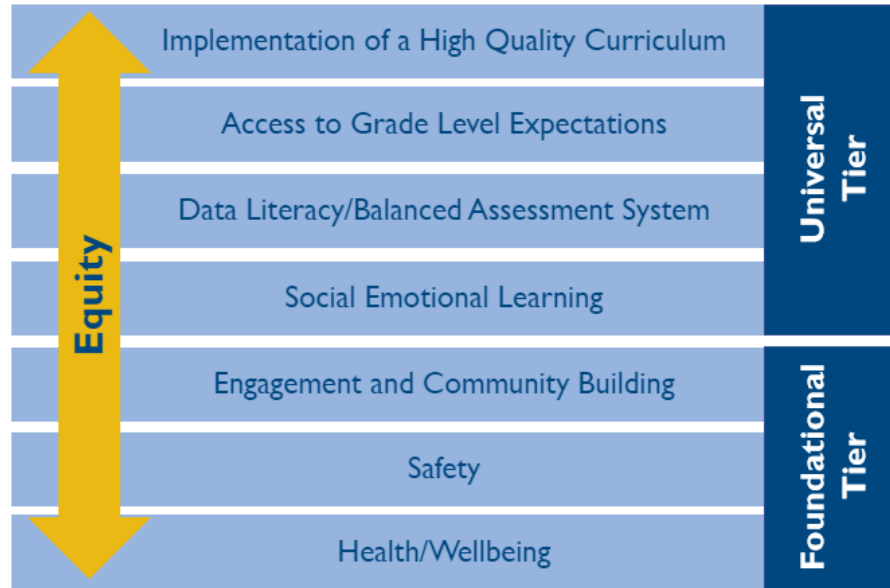 Implementation of a High Quality Curriculum
Access to Grade Level Expectations
Data Literacy/Balanced Assessment System
Social Emotional Learning
Engagement and Community Building
Safety
Health/Wellbeing
Equity
Universal
Tier
Foundational
Tier